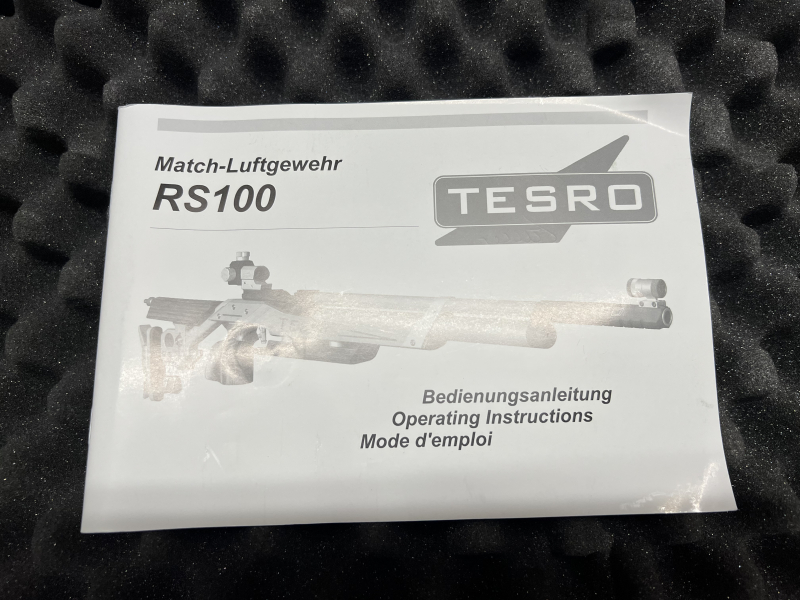 Match-Luftgewehr
RS100
TESRO
Bedienungsanleitung
Operating Instructions
Mode d'emploi